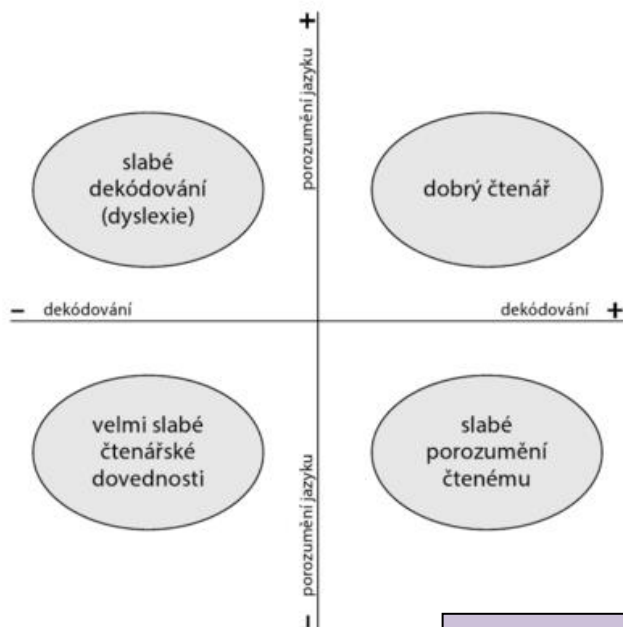 +
porozumění jazyku
slabé
dekódování
(dyslexie)
dobrý čtenář
– dekódování
dekódování +
velmi slabé
čtenářské
dovednosti
slabé
porozumění
čtenému
porozumění jazyku
–